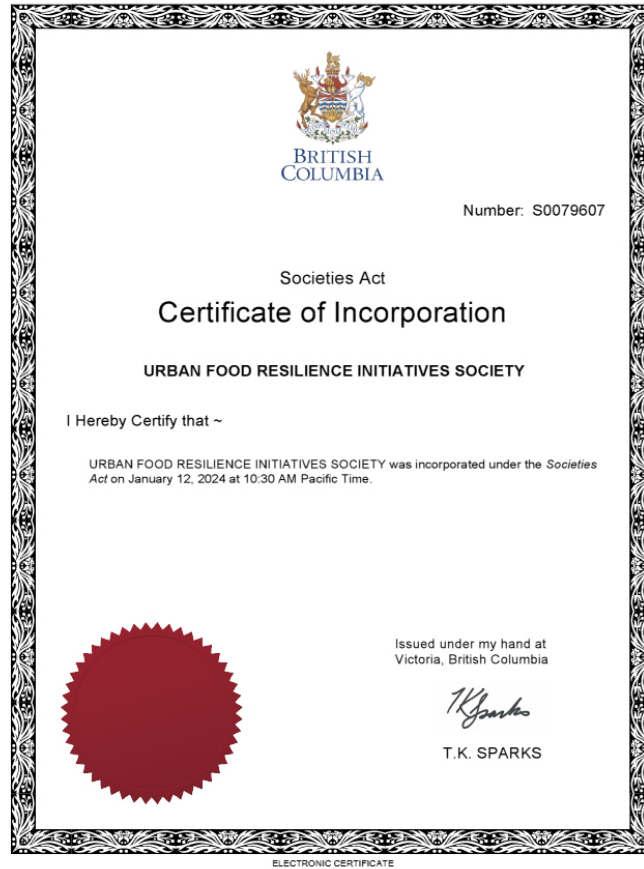 BRITISH
COLUMBIA
Number: S0079607
Societies Act
Certificate of Incorporation
URBAN FOOD RESILIENCE INITIATIVES SOCIETY
I Hereby Certify that ~
URBAN FOOD RESILIENCE INITIATIVES SOCIETY was incorporated under the Societies
Act on January 12, 2024 at 10:30 AM Pacific Time.
Issued under my hand at
Victoria, British Columbia
TKSparks
T.K. SPARKS
ELECTRONIC CERTIFICATE